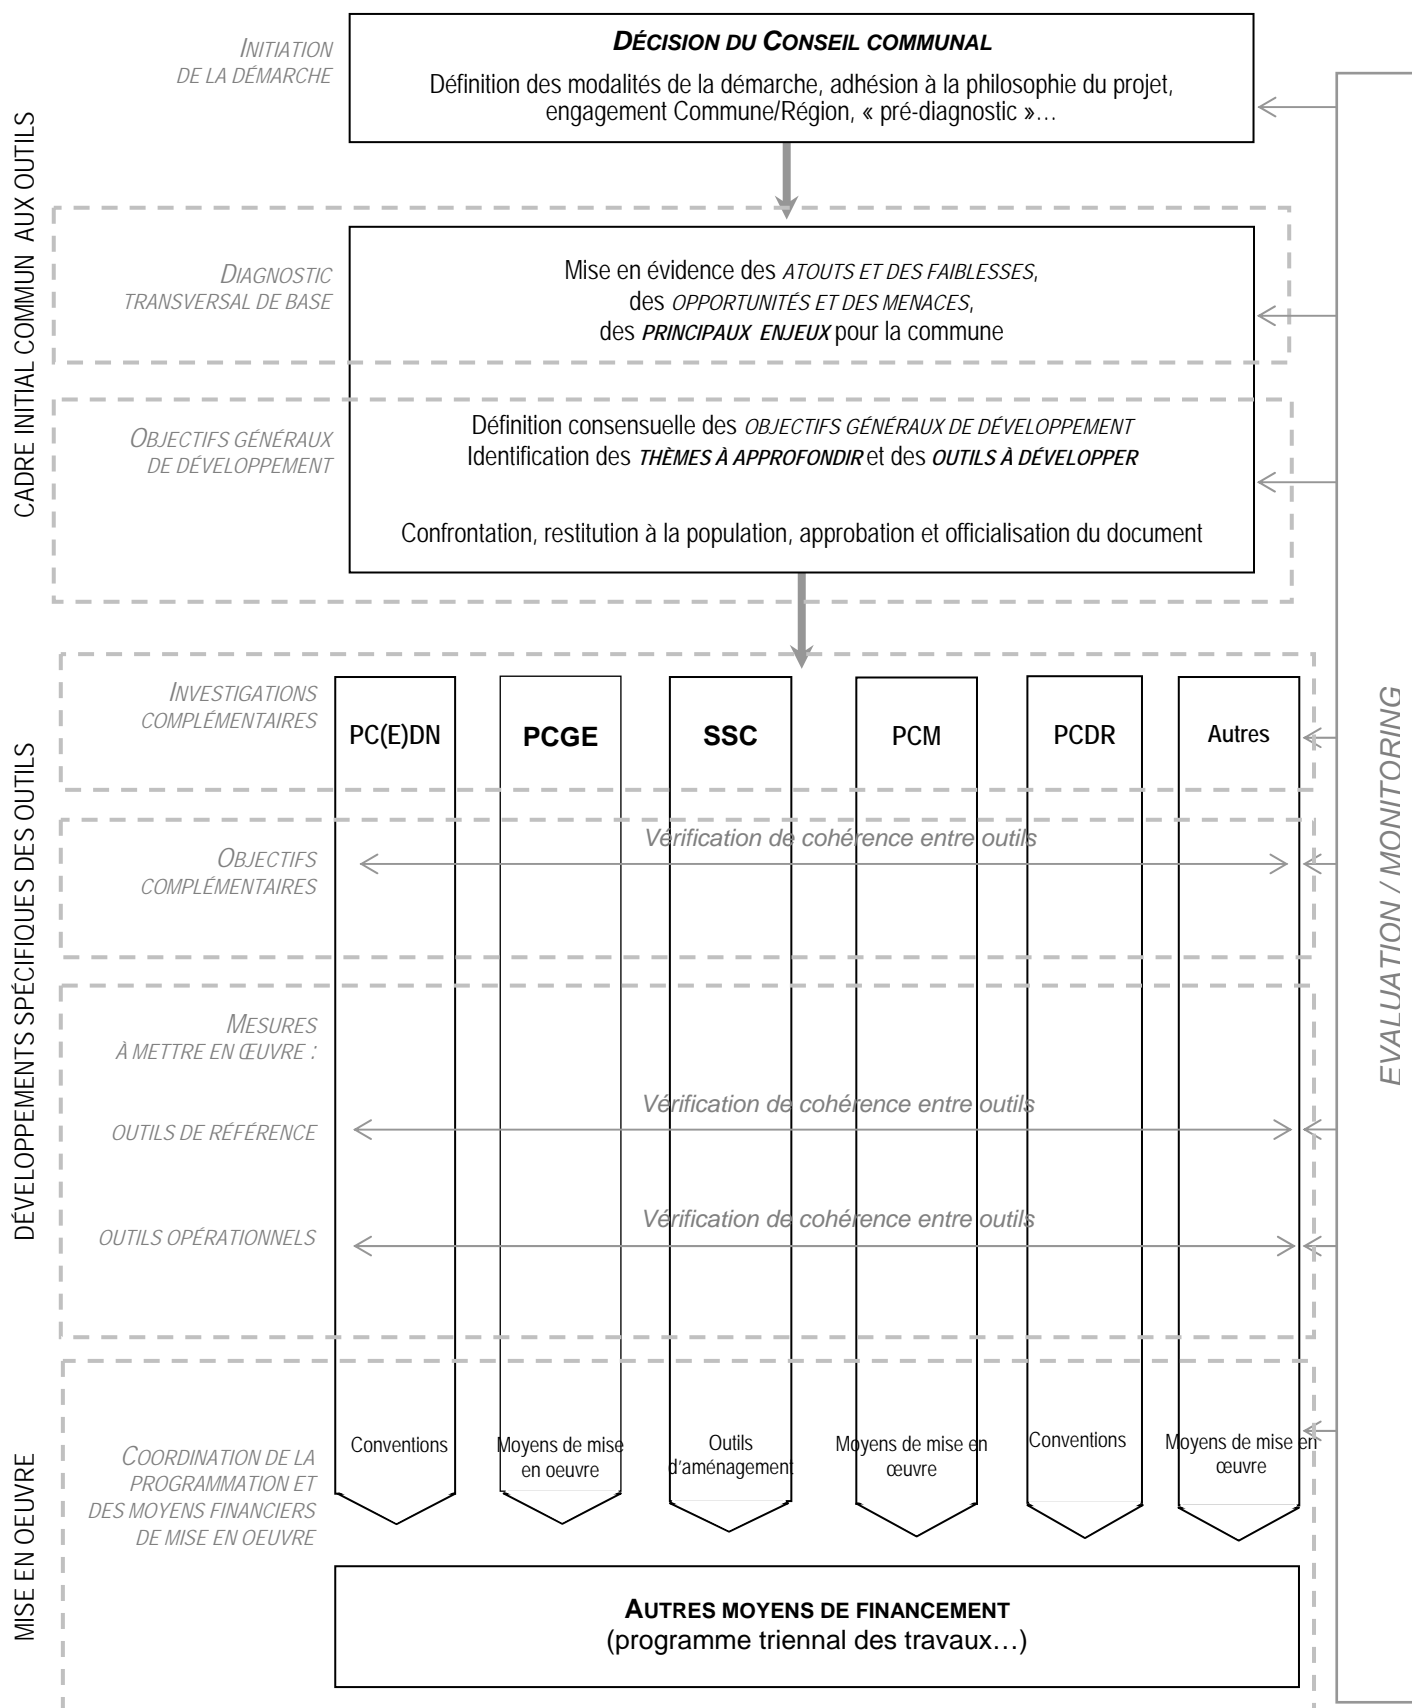 INITIATION
DE LA DÉMARCHE
DÉCISION DU CONSEIL COMMUNAL
Définition des modalités de la démarche, adhésion à la philosophie du projet,
engagement Commune/Région, « pré-diagnostic »…
CADRE INITIAL COMMUN AUX OUTILS
DIAGNOSTIC
TRANSVERSAL DE BASE
Mise en évidence des ATOUTS ET DES FAIBLESSES,
des OPPORTUNITÉS ET DES MENACES,
des PRINCIPAUX ENJEUX pour la commune
OBJECTIFS GÉNÉRAUX
DE DÉVELOPPEMENT
Définition consensuelle des OBJECTIFS GÉNÉRAUX DE DÉVELOPPEMENT
Identification des THÈMES À APPROFONDIR et des OUTILS À DÉVELOPPER
Confrontation, restitution à la population, approbation et officialisation du document
DÉVELOPPEMENTS SPÉCIFIQUES DES OUTILS
INVESTIGATIONS
COMPLÉMENTAIRES
PC(E)DN
PCGE
SSC
PCM
PCDR
Autres
OBJECTIFS
COMPLÉMENTAIRES
Vérification de cohérence entre outils
MESURES
À METTRE EN ŒUVRE :
OUTILS DE RÉFÉRENCE
Vérification de cohérence entre outils
OUTILS OPÉRATIONNELS
Vérification de cohérence entre outils
EVALUATION / MONITORING
MISE EN OEUVRE
COORDINATION DE LA
PROGRAMMATION ET
DES MOYENS FINANCIERS
DE MISE EN OEUVRE
Conventions
Moyens de mise
en oeuvre
Outils
d'aménagement
Moyens de mise en
œuvre
Conventions
Moyens de mise en
œuvre
AUTRES MOYENS DE FINANCEMENT
(programme triennal des travaux…)